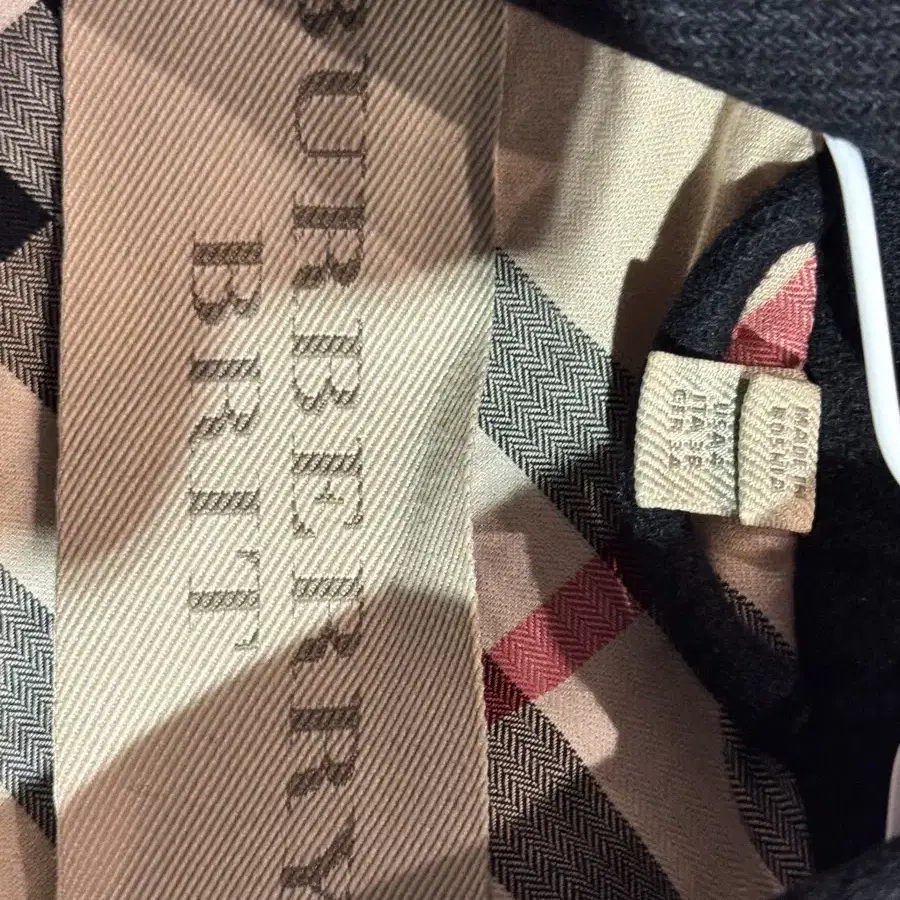 BURBERRY
BRIT
USA 4
ITA 38
GER 34
MADE IN
BOSNIA